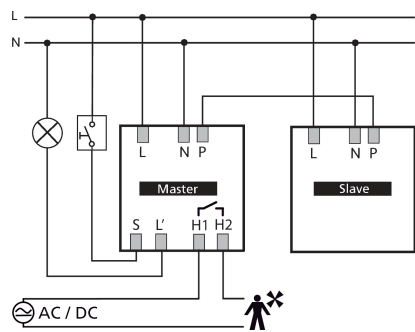 L
N
L N P
L N P
Master
Slave
S L' H1 H2
AC / DC